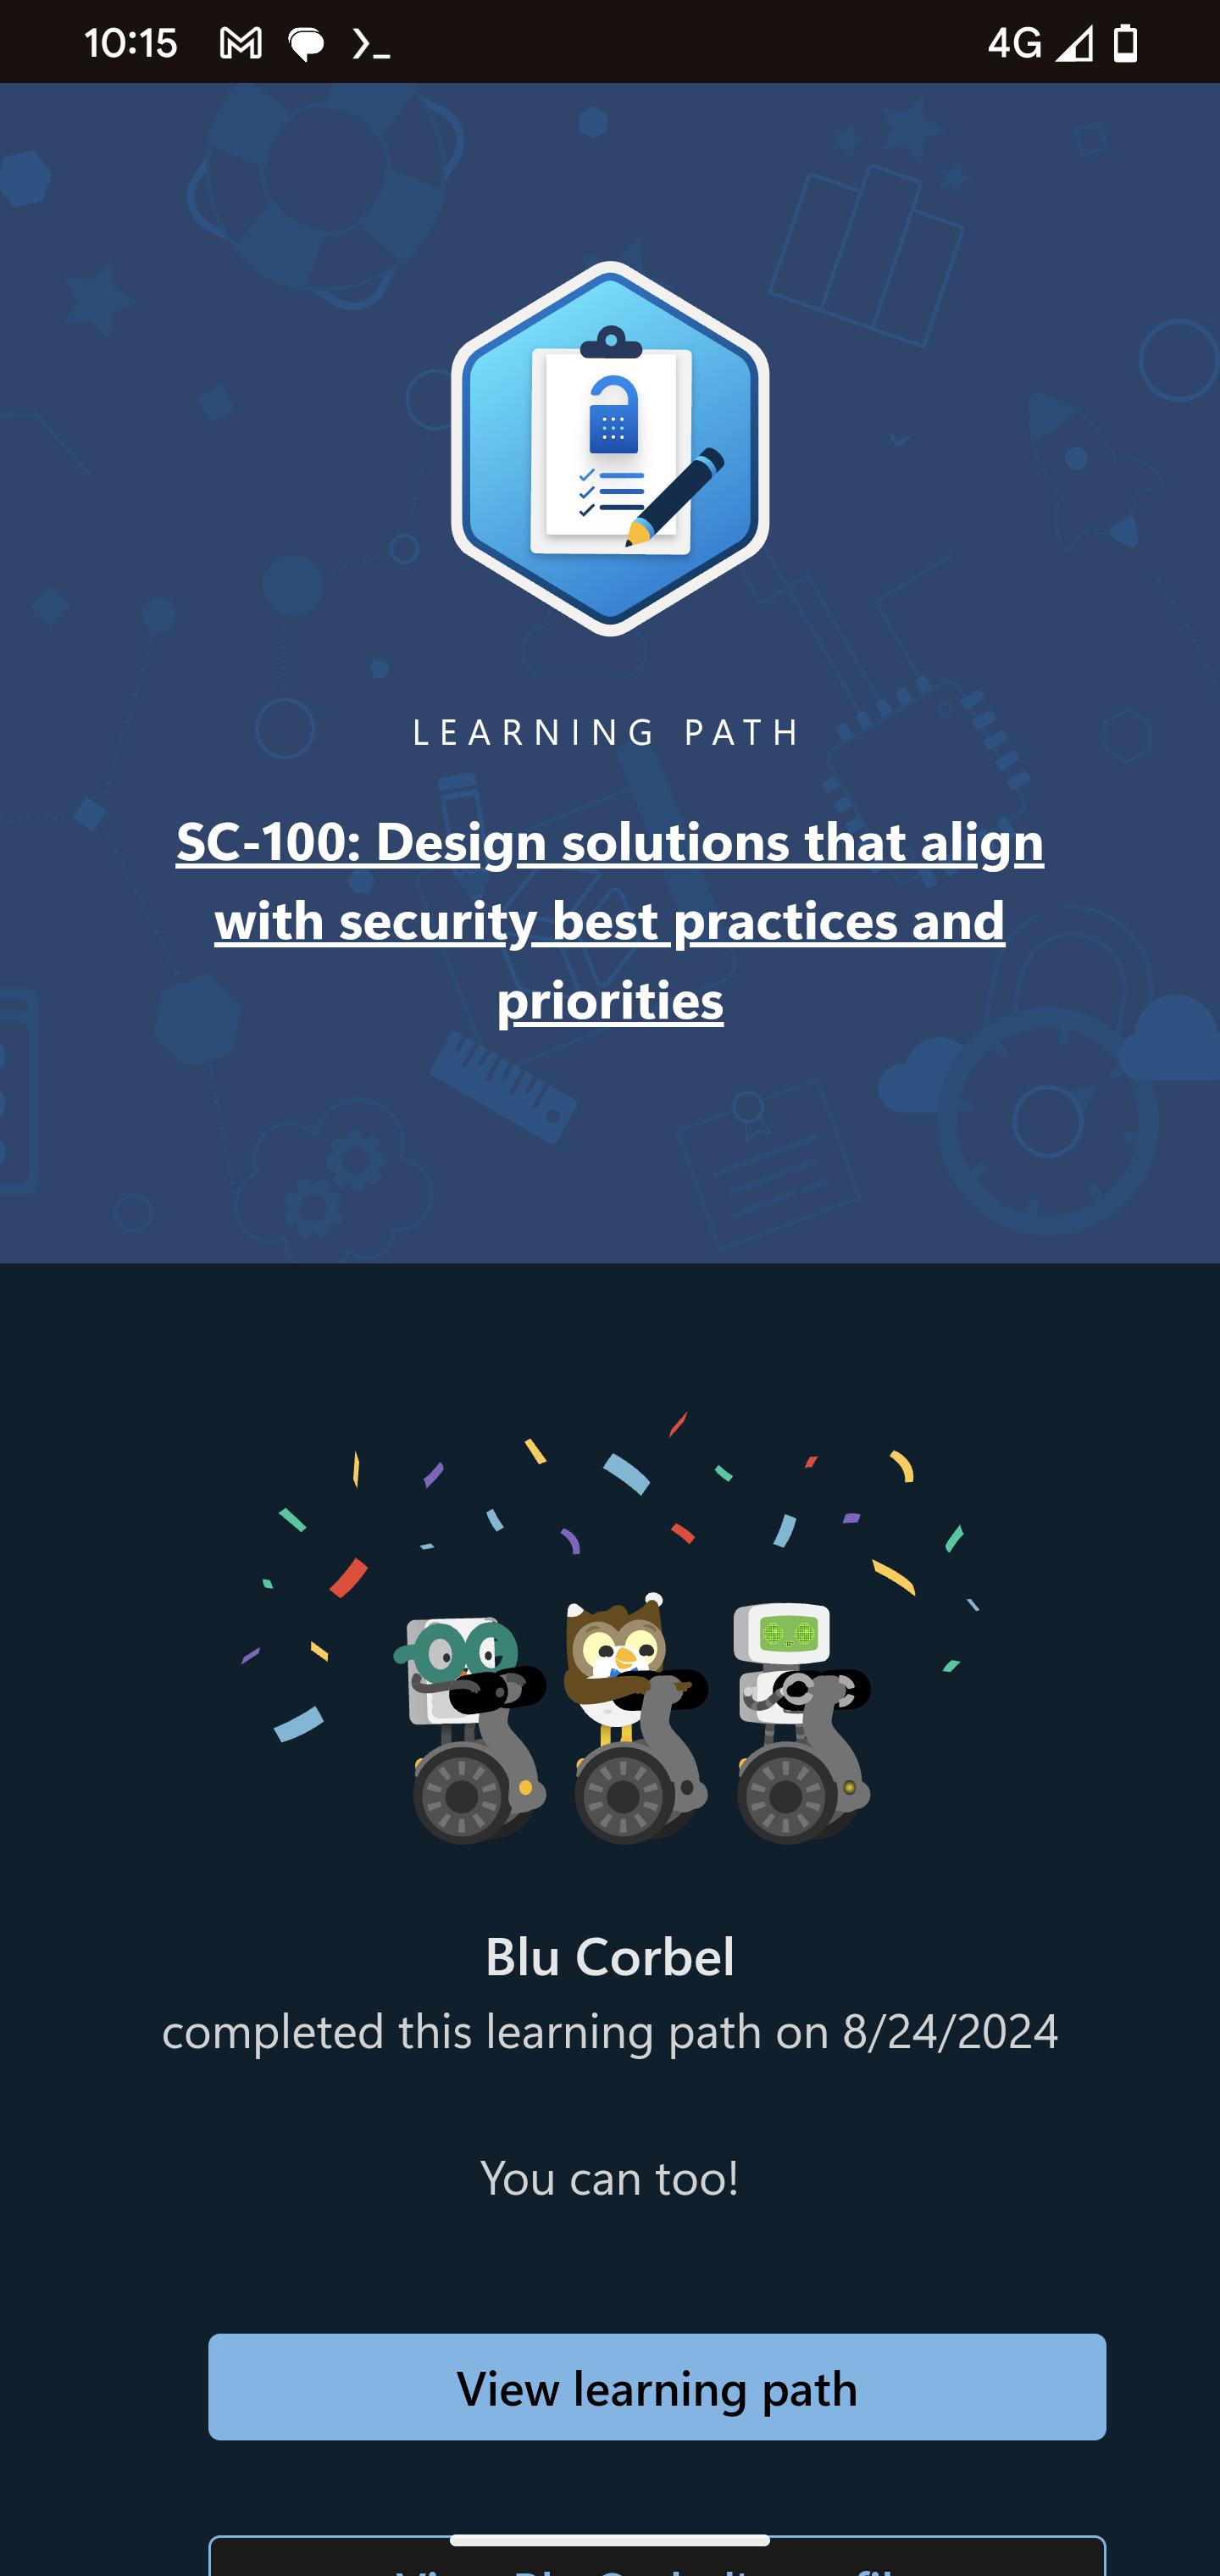 10:15
4G
LEARNING PATH
SC-100: Design solutions that align
with security best practices and
priorities
Blu Corbel
completed this learning path on 8/24/2024
You can too!
View learning path